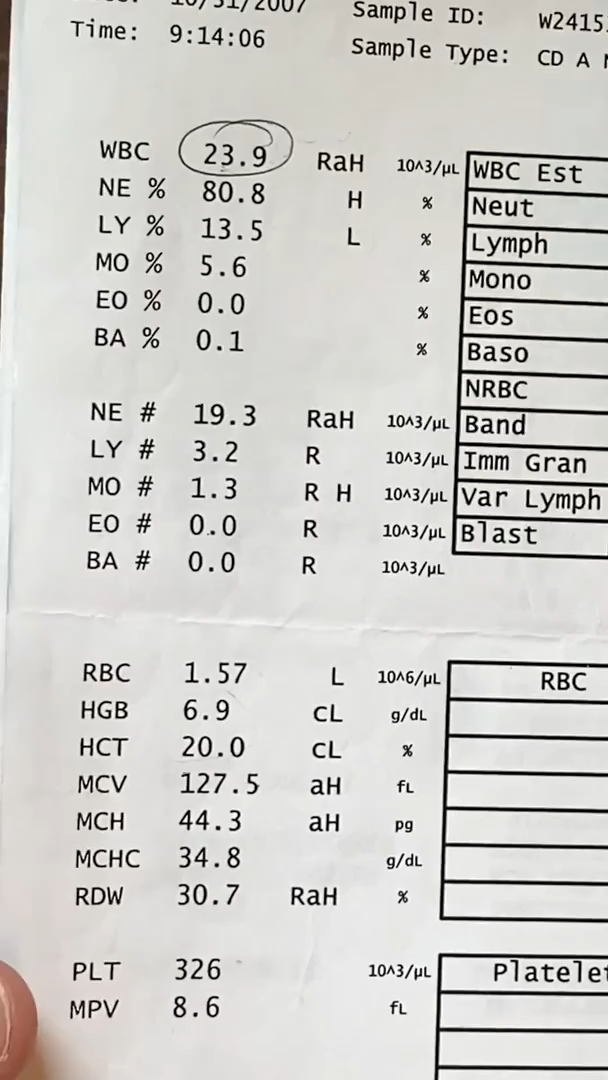 10/31/2007 Sample ID: W2415
Time: 9:14:06 Sample Type: CD A
WBC 23.9 RaH 10^3/µL WBC Est
NE % 80.8 H % Neut
LY % 13.5 L % Lymph
MO % 5.6 % Mono
EO % 0.0 % Eos
BA % 0.1 % Baso
NRBC
NE # 19.3 RaH 10^3/µL Band
LY # 3.2 R 10^3/µL Imm Gran
MO # 1.3 R H 10^3/µL Var Lymph
EO # 0.0 R 10^3/µL Blast
BA # 0.0 R 10^3/µL
RBC 1.57 L 10^6/µL RBC
HGB 6.9 CL g/dL
HCT 20.0 CL %
MCV 127.5 aH fL
MCH 44.3 aH pg
MCHC 34.8 g/dL
RDW 30.7 RaH %
PLT 326 10^3/µL Platelet
MPV 8.6 fL